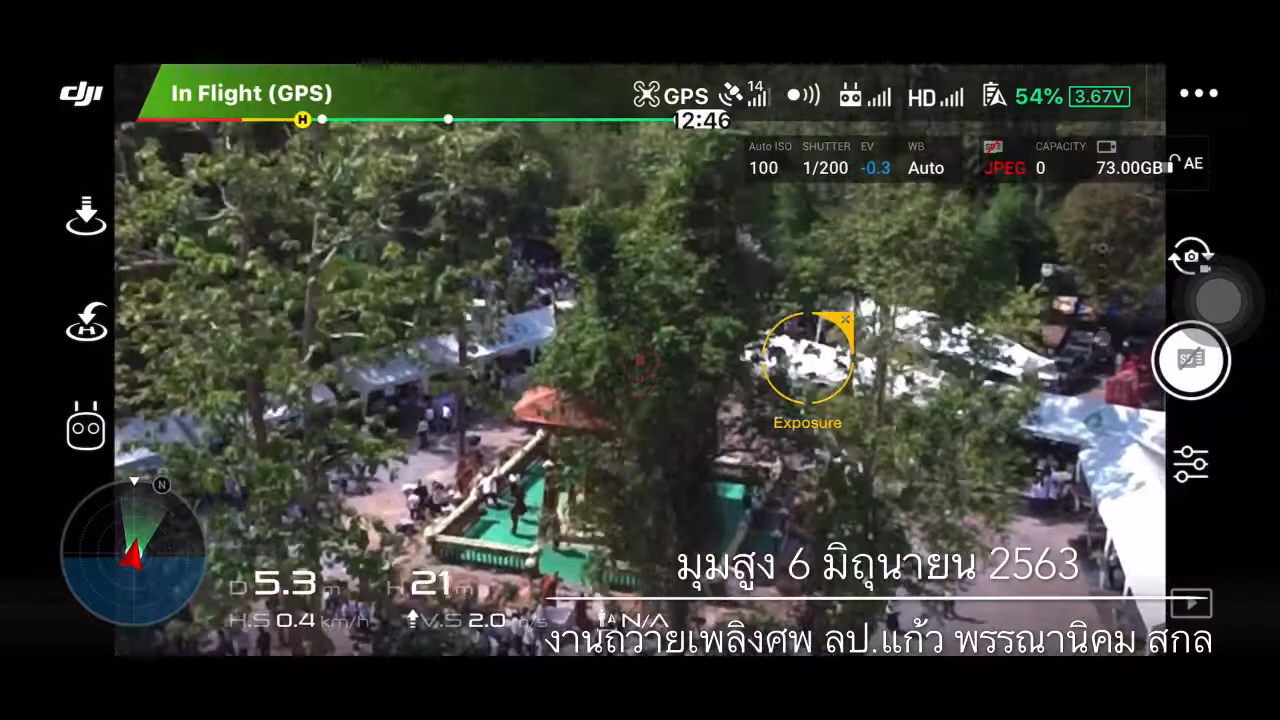 dji
In Flight (GPS)
GPS 14 HD 54% 3.67V
H 12:46
Auto ISO SHUTTER EV WB CAPACITY
100 1/200 -0.3 Auto JPEG 0 73.00GB AE
Exposure
N
D 5.3 m H 21 m
H.S 0.4 km/h V.S 2.0 m/s N/A
มุมสูง 6 มิถุนายน 2563
งานถวายเพลิงศพ ลป.แก้ว พรรณานิคม สกล